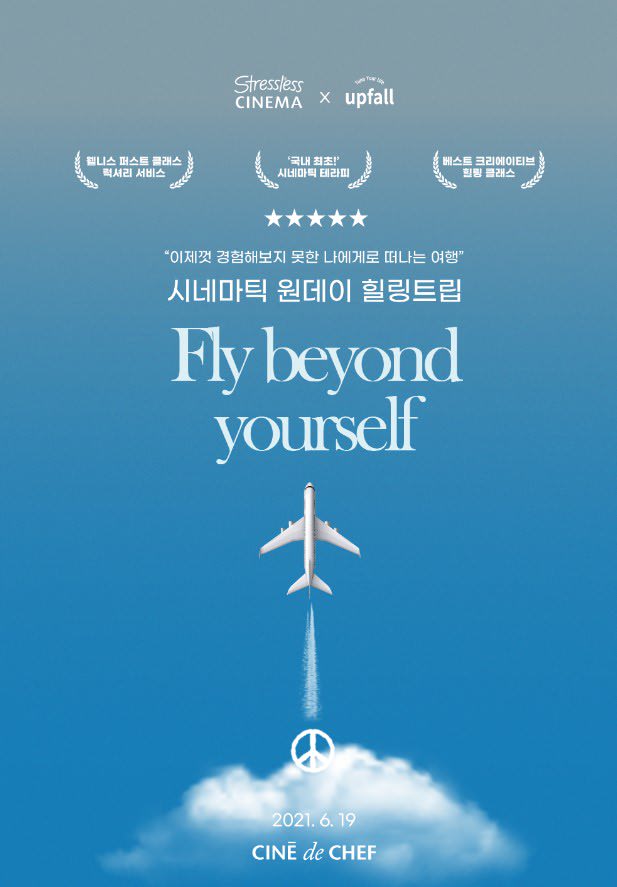 Stressless
CINEMA
x
Tune Your Life
upfall
웰니스 퍼스트 클래스
럭셔리 서비스
‘국내 최초!’
시네마틱 테라피
베스트 크리에이티브
힐링 클래스
“이제껏 경험해보지 못한 나에게로 떠나는 여행”
시네마틱 원데이 힐링트립
Fly beyond
yourself
2021. 6. 19
CINĒ de CHEF